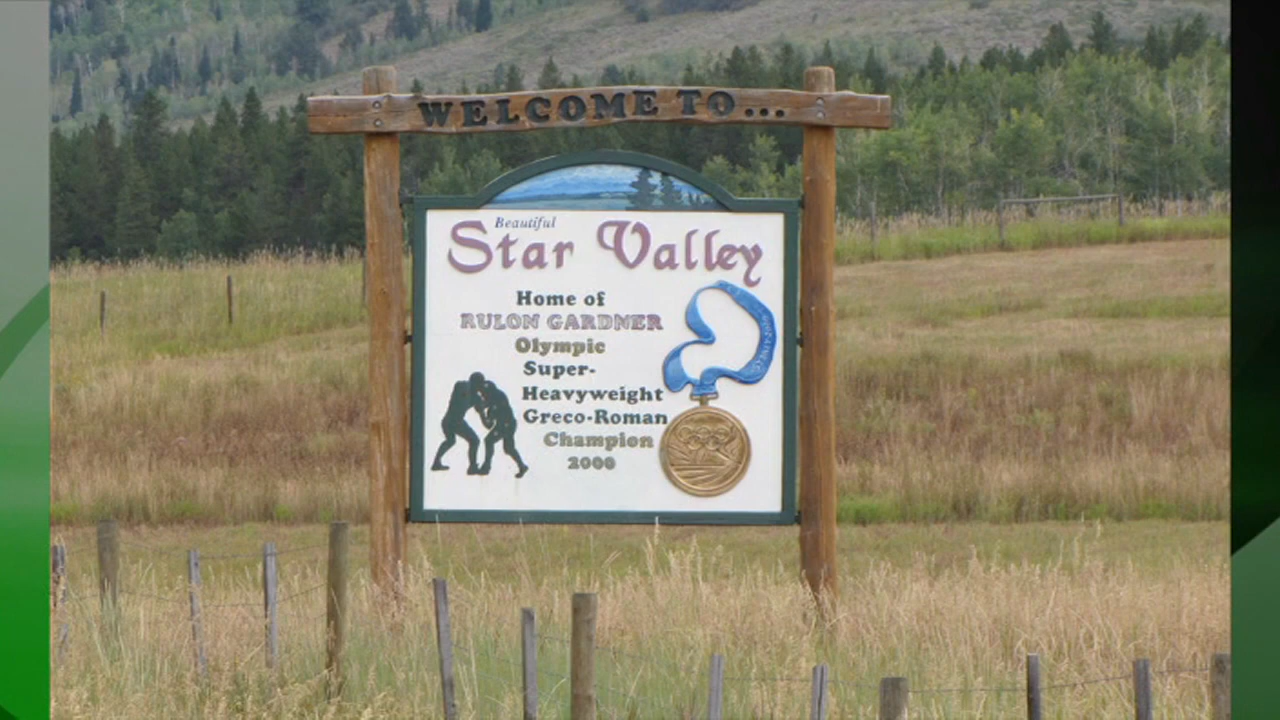 WELCOME TO...
Beautiful
Star Valley
Home of
RULON GARDNER
Olympic
Super-
Heavyweight
Greco-Roman
Champion
2000